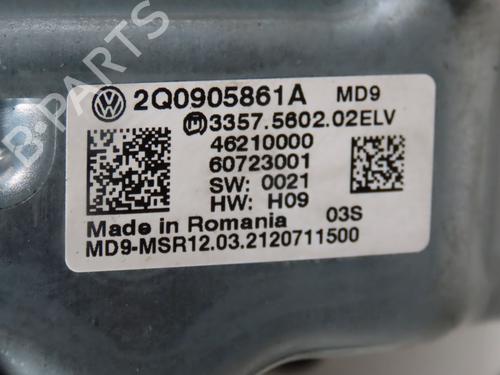 B-PARTS
2Q0905861A MD9
3357.5602.02ELV
46210000
60723001
SW: 0021
HW: H09
Made in Romania 03S
MD9-MSR12.03.2120711500